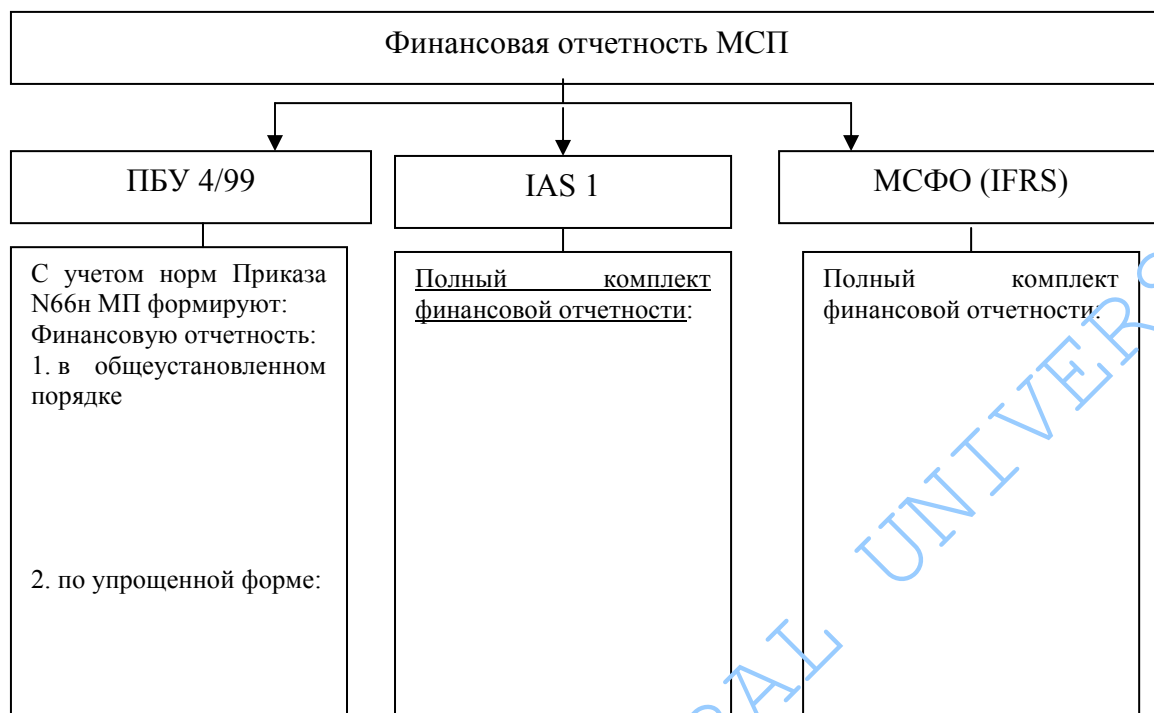 Финансовая отчетность МСП
ПБУ 4/99
IAS 1
МСФО (IFRS)
С учетом норм Приказа
N66н МП формируют:
Финансовую отчетность:
1. в общеустановленном
порядке
2. по упрощенной форме:
Полный комплект
финансовой отчетности:
Полный комплект
финансовой отчетности: